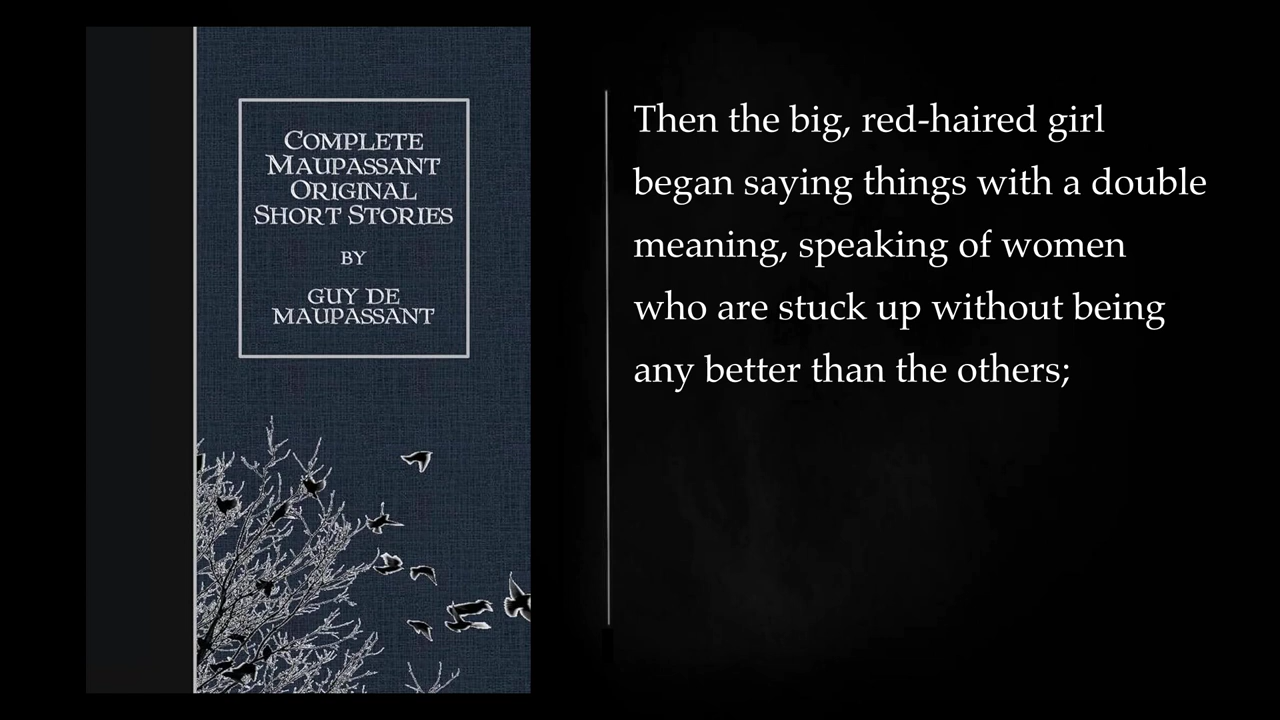 COMPLETE
MAUPASSANT
ORIGINAL
SHORT STORIES
BY
GUY DE
MAUPASSANT
Then the big, red-haired girl
began saying things with a double
meaning, speaking of women
who are stuck up without being
any better than the others;